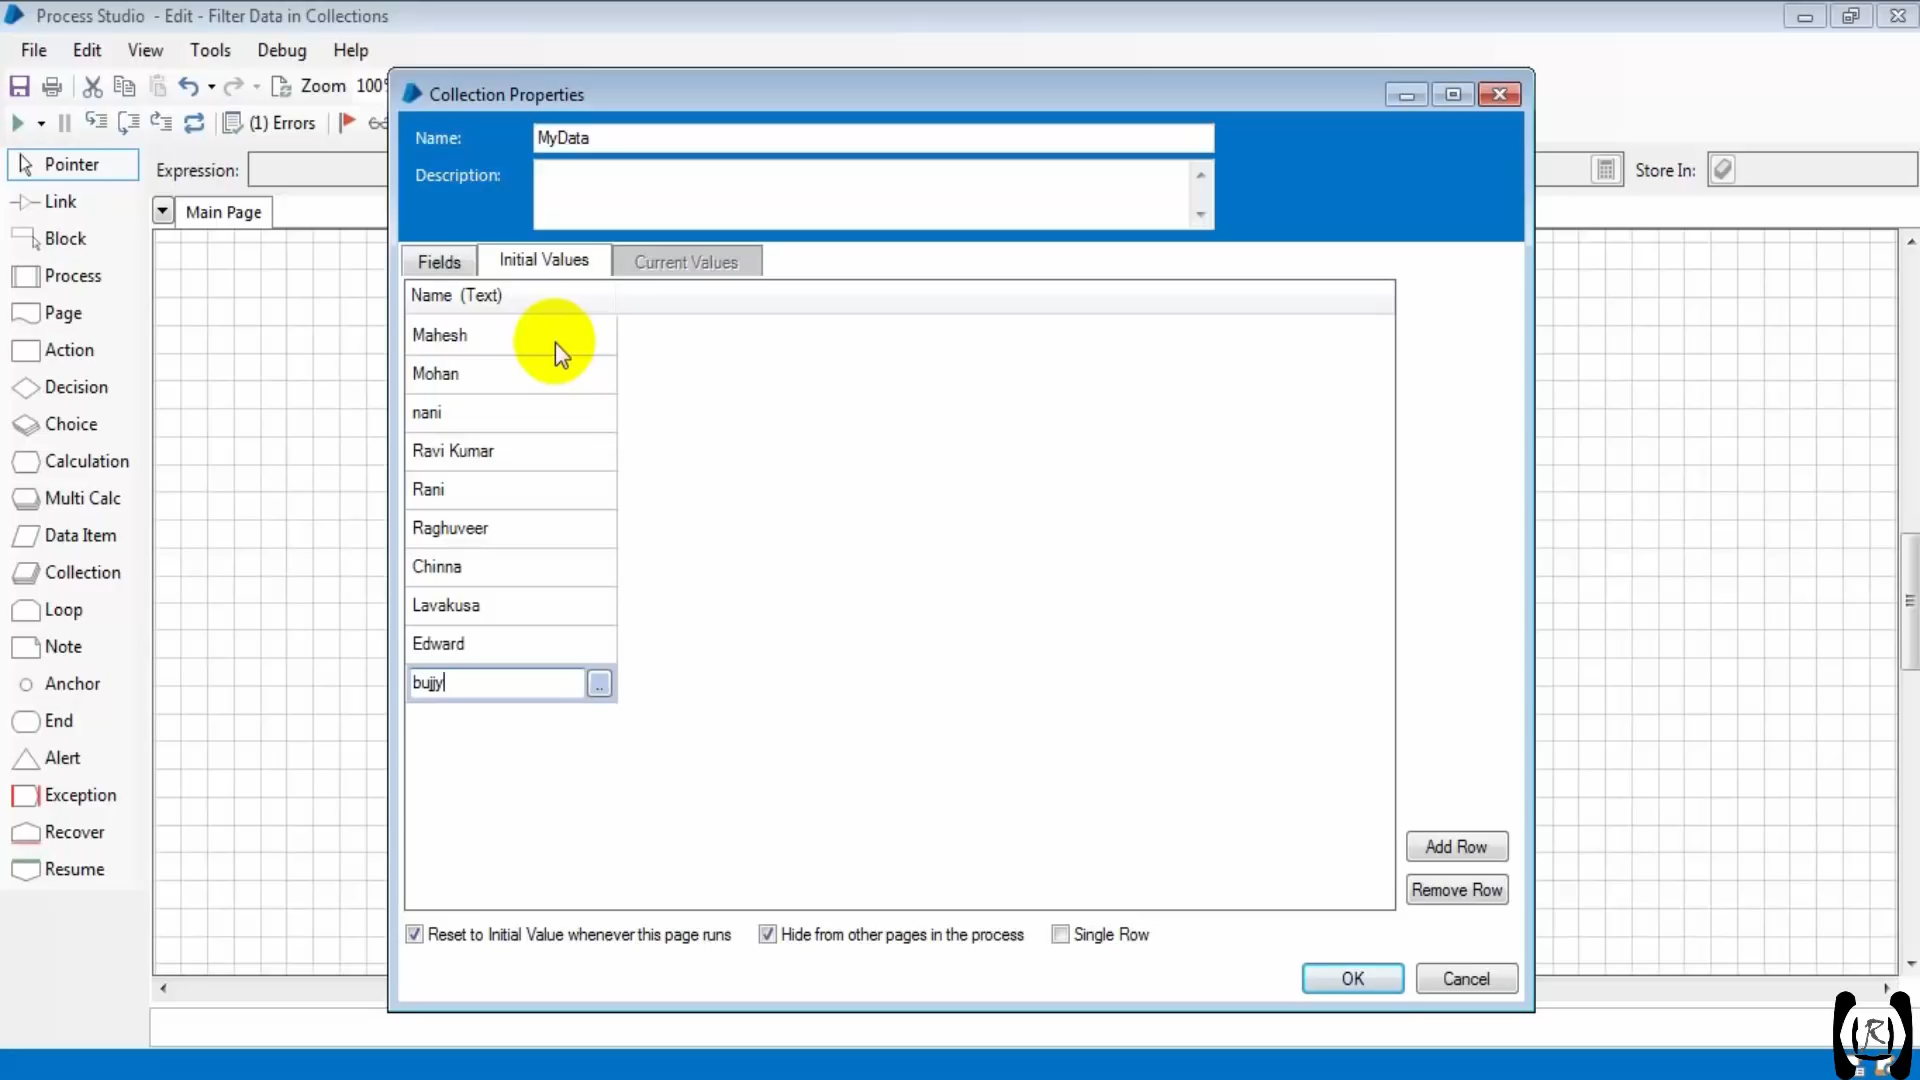 Process Studio - Edit - Filter Data in Collections
File Edit View Tools Debug Help
Zoom 100%
(1) Errors
Pointer
Link
Block
Process
Page
Action
Decision
Choice
Calculation
Multi Calc
Data Item
Collection
Loop
Note
Anchor
End
Alert
Exception
Recover
Resume
Expression:
Store In:
Main Page
Collection Properties
Name: MyData
Description:
Fields Initial Values Current Values
Name (Text)
Mahesh
Mohan
nani
Ravi Kumar
Rani
Raghuveer
Chinna
Lavakusa
Edward
bujjy
..
Add Row
Remove Row
Reset to Initial Value whenever this page runs Hide from other pages in the process Single Row
OK Cancel
R